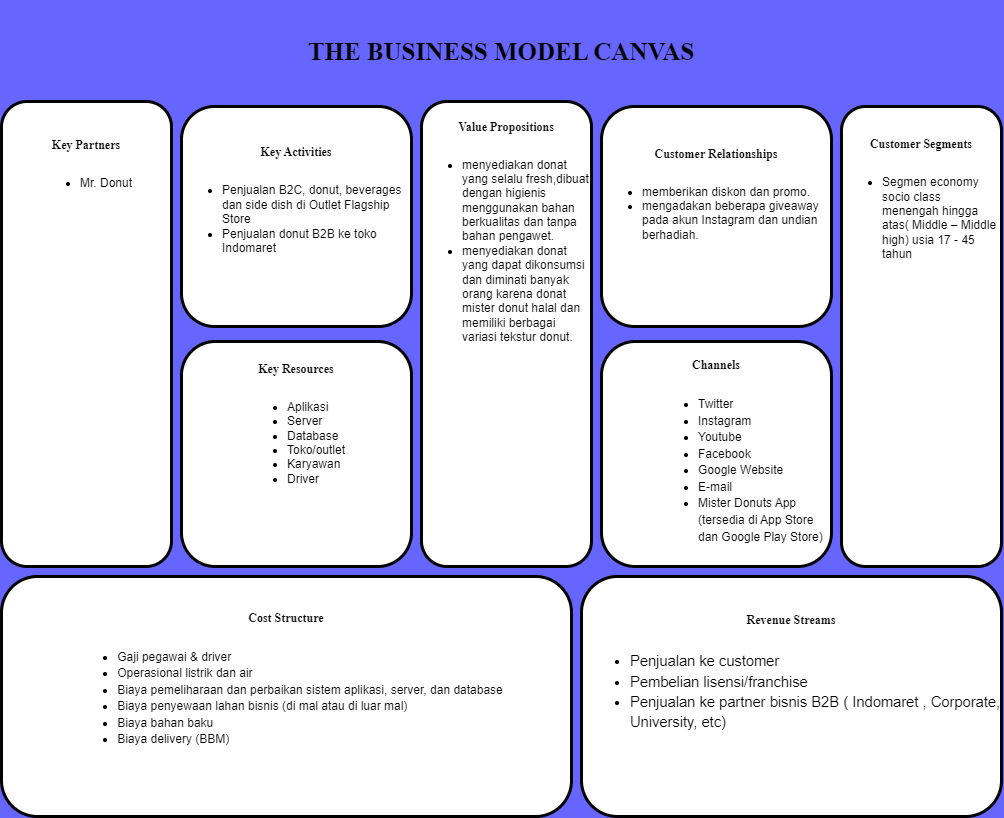 THE BUSINESS MODEL CANVAS
Key Partners
Mr. Donut
Key Activities
Penjualan B2C, donut, beverages
dan side dish di Outlet Flagship
Store
Penjualan donut B2B ke toko
Indomaret
Key Resources
Aplikasi
Server
Database
Toko/outlet
Karyawan
Driver
Value Propositions
menyediakan donat
yang selalu fresh,dibuat
dengan higienis
menggunakan bahan
berkualitas dan tanpa
bahan pengawet.
menyediakan donat
yang dapat dikonsumsi
dan diminati banyak
orang karena donat
mister donut halal dan
memiliki berbagai
variasi tekstur donut.
Customer Relationships
memberikan diskon dan promo.
mengadakan beberapa giveaway
pada akun Instagram dan undian
berhadiah.
Channels
Twitter
Instagram
Youtube
Facebook
Google Website
E-mail
Mister Donuts App
(tersedia di App Store
dan Google Play Store)
Customer Segments
Segmen economy
socio class
menengah hingga
atas( Middle – Middle
high) usia 17 - 45
tahun
Cost Structure
Gaji pegawai & driver
Operasional listrik dan air
Biaya pemeliharaan dan perbaikan sistem aplikasi, server, dan database
Biaya penyewaan lahan bisnis (di mal atau di luar mal)
Biaya bahan baku
Biaya delivery (BBM)
Revenue Streams
Penjualan ke customer
Pembelian lisensi/franchise
Penjualan ke partner bisnis B2B ( Indomaret , Corporate,
University, etc)